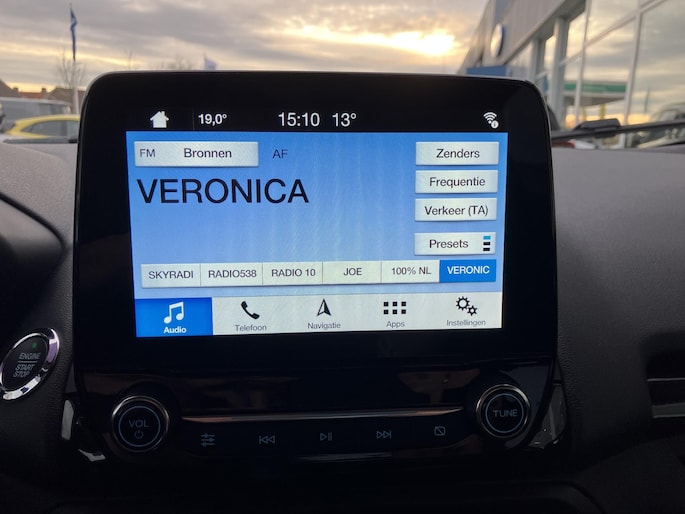 19,0° 15:10 13°
FM Bronnen AF Zenders
VERONICA
Frequentie
Verkeer (TA)
Presets
SKYRADI RADIO538 RADIO 10 JOE 100% NL VERONIC
Audio Telefoon Navigatie Apps Instellingen
ENGINE
START
STOP
VOL
TUNE